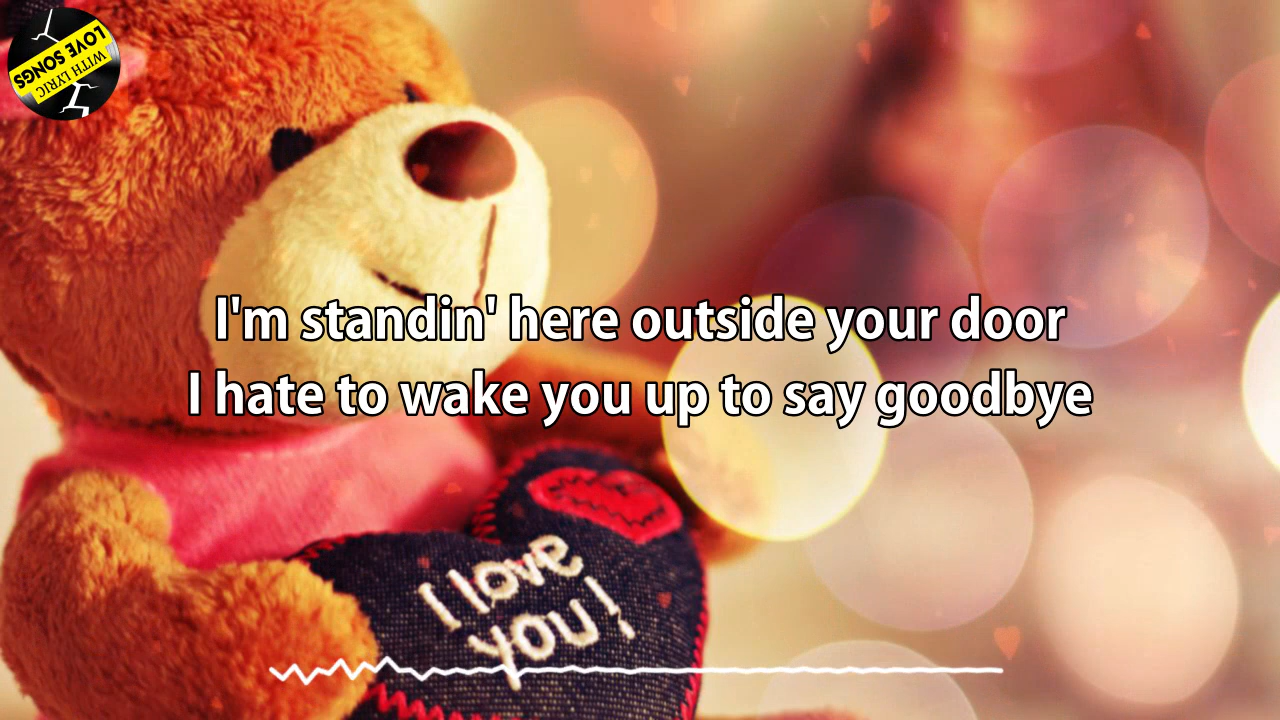 LOVE SONGS
WITH LYRIC
I'm standin' here outside your door
I hate to wake you up to say goodbye
I love
you!